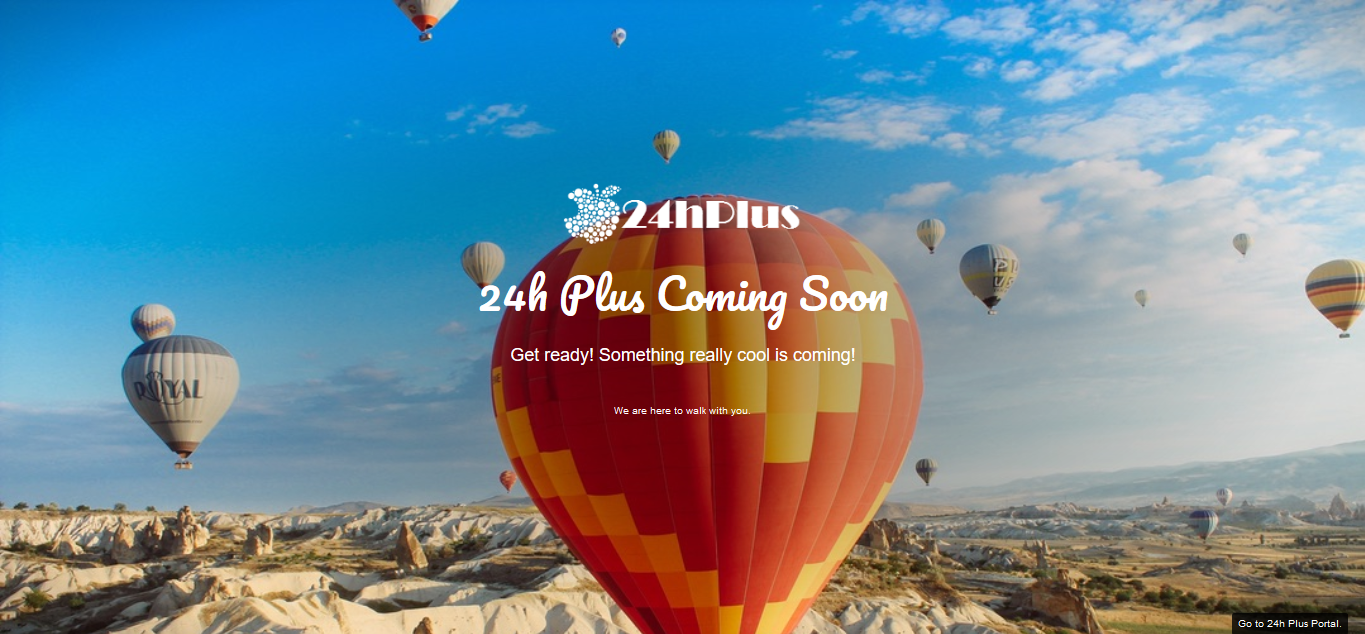 24hPlus
24h Plus Coming Soon
Get ready! Something really cool is coming!
ROYAL
We are here to walk with you.
Go to 24h Plus Portal.